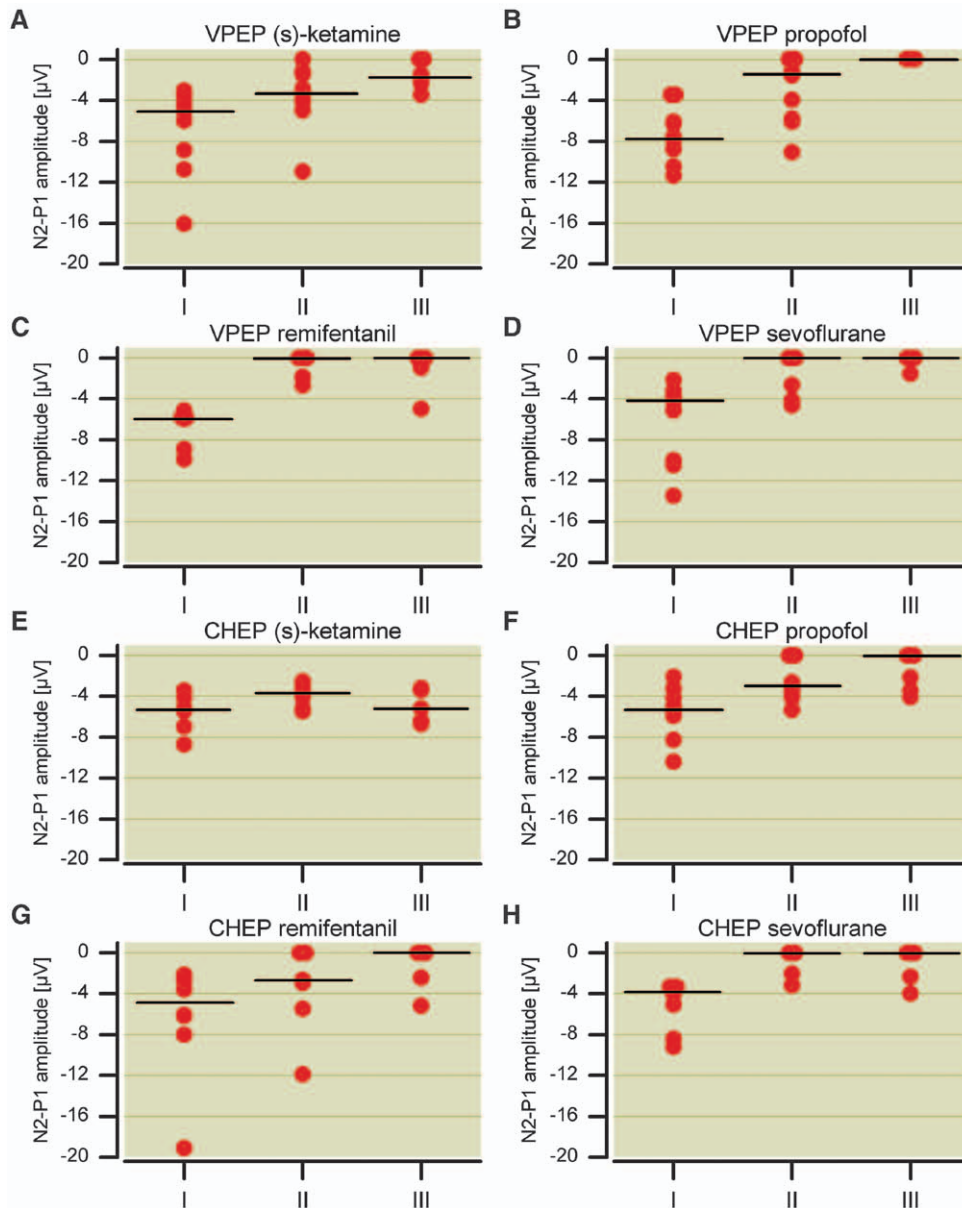 A
VPEP (s)-ketamine
N2-P1 amplitude [µV]
0
-4
-8
-12
-16
-20
I II III
B
VPEP propofol
N2-P1 amplitude [µV]
0
-4
-8
-12
-16
-20
I II III
C
VPEP remifentanil
N2-P1 amplitude [µV]
0
-4
-8
-12
-16
-20
I II III
D
VPEP sevoflurane
N2-P1 amplitude [µV]
0
-4
-8
-12
-16
-20
I II III
E
CHEP (s)-ketamine
N2-P1 amplitude [µV]
0
-4
-8
-12
-16
-20
I II III
F
CHEP propofol
N2-P1 amplitude [µV]
0
-4
-8
-12
-16
-20
I II III
G
CHEP remifentanil
N2-P1 amplitude [µV]
0
-4
-8
-12
-16
-20
I II III
H
CHEP sevoflurane
N2-P1 amplitude [µV]
0
-4
-8
-12
-16
-20
I II III